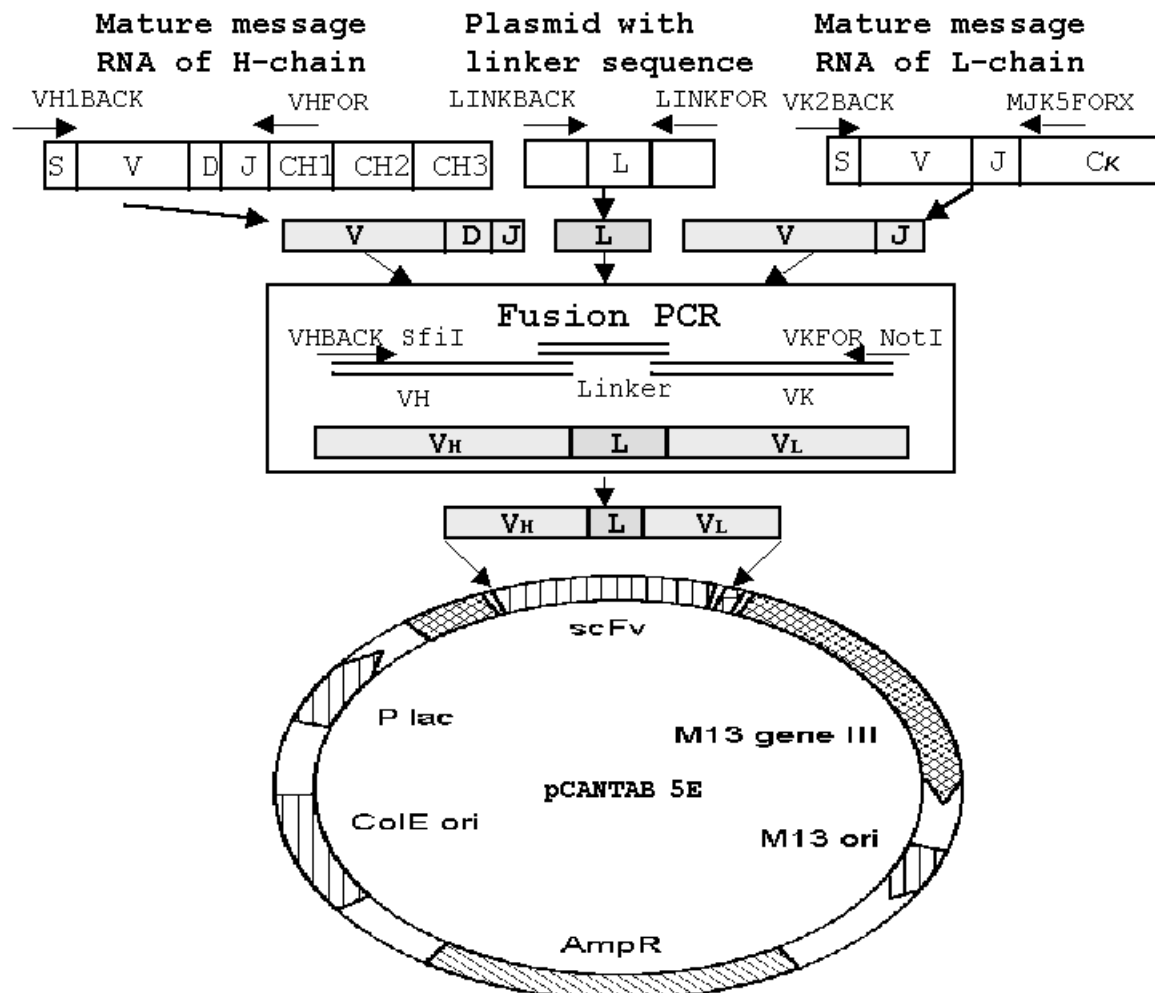 Mature message
RNA of H-chain
Plasmid with
linker sequence
Mature message
RNA of L-chain
VH1BACK
VHFOR
LINKBACK
LINKFOR
VK2BACK
MJK5FORX
S V D J CH1 CH2 CH3
L
S V J Cκ
V D J
L
V J
Fusion PCR
VHBACK SfiI
VKFOR NotI
Linker
VH
VK
VH L VL
VH L VL
scFv
P lac
M13 gene III
pCANTAB 5E
ColE ori
M13 ori
AmpR